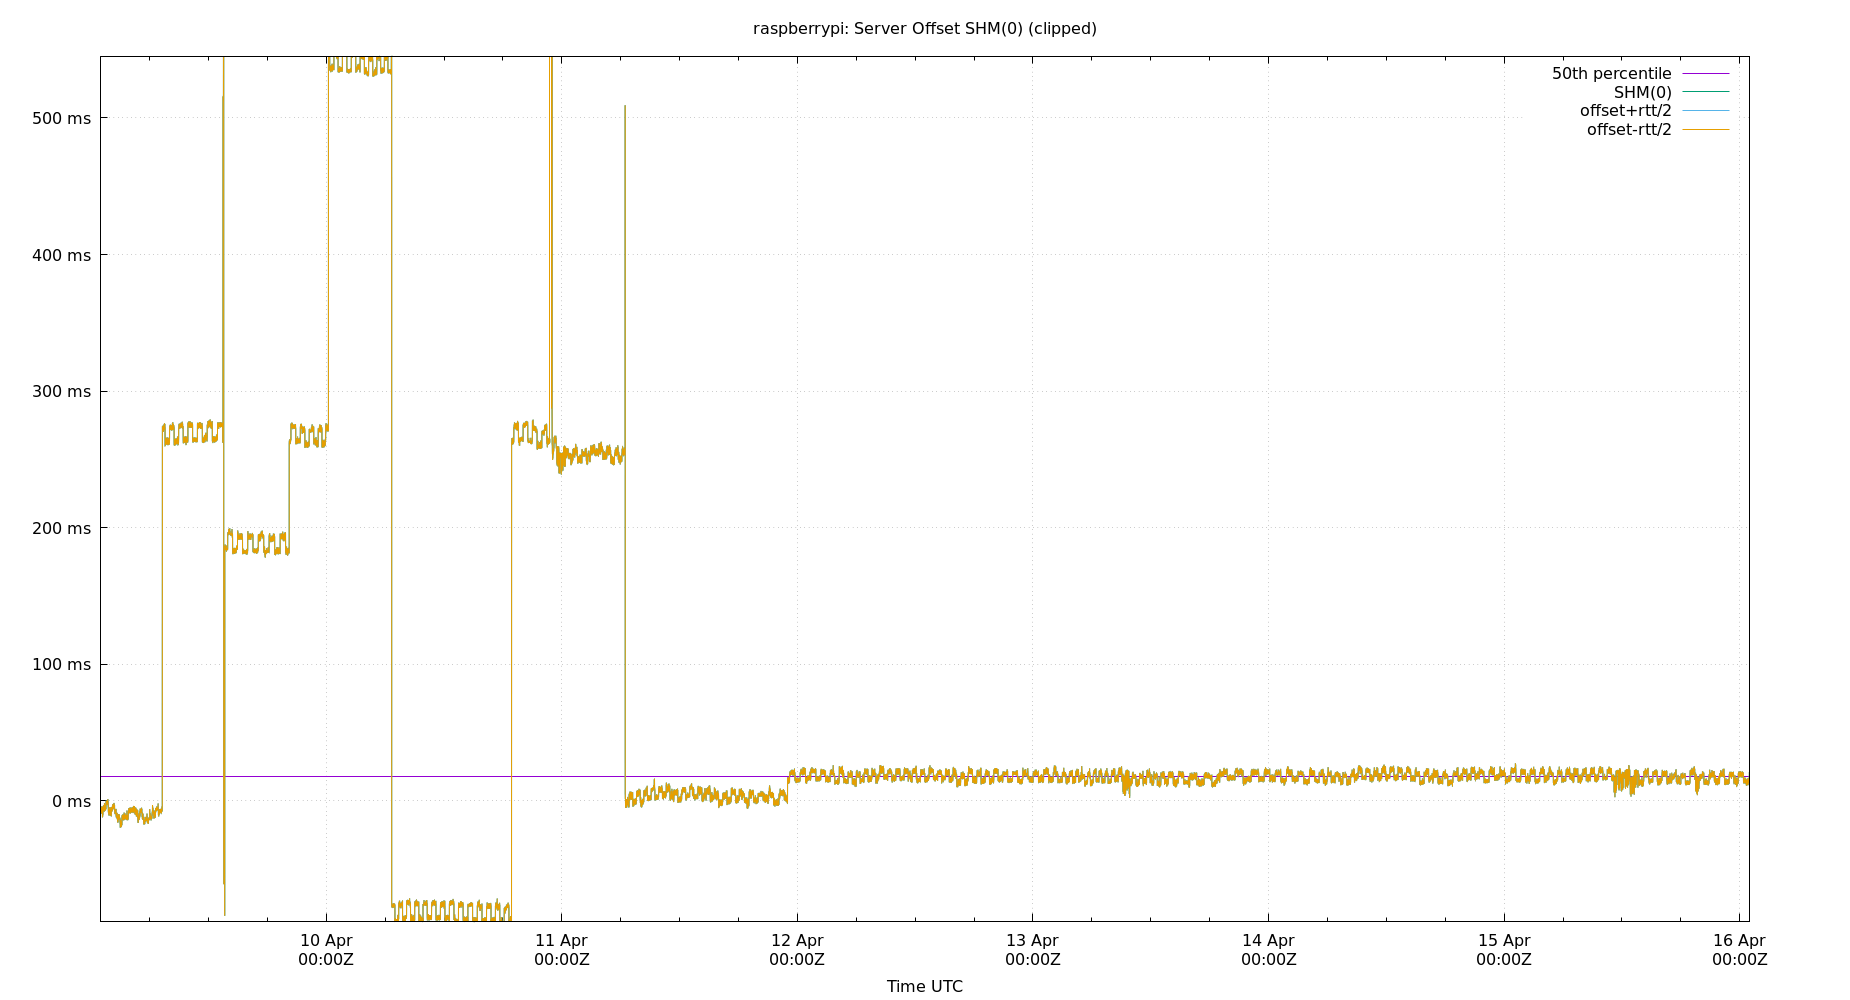 raspberrypi: Server Offset SHM(0) (clipped)
50th percentile
SHM(0)
offset+rtt/2
offset-rtt/2
500 ms
400 ms
300 ms
200 ms
100 ms
0 ms
10 Apr 11 Apr 12 Apr 13 Apr 14 Apr 15 Apr 16 Apr
00:00Z 00:00Z 00:00Z 00:00Z 00:00Z 00:00Z 00:00Z
Time UTC